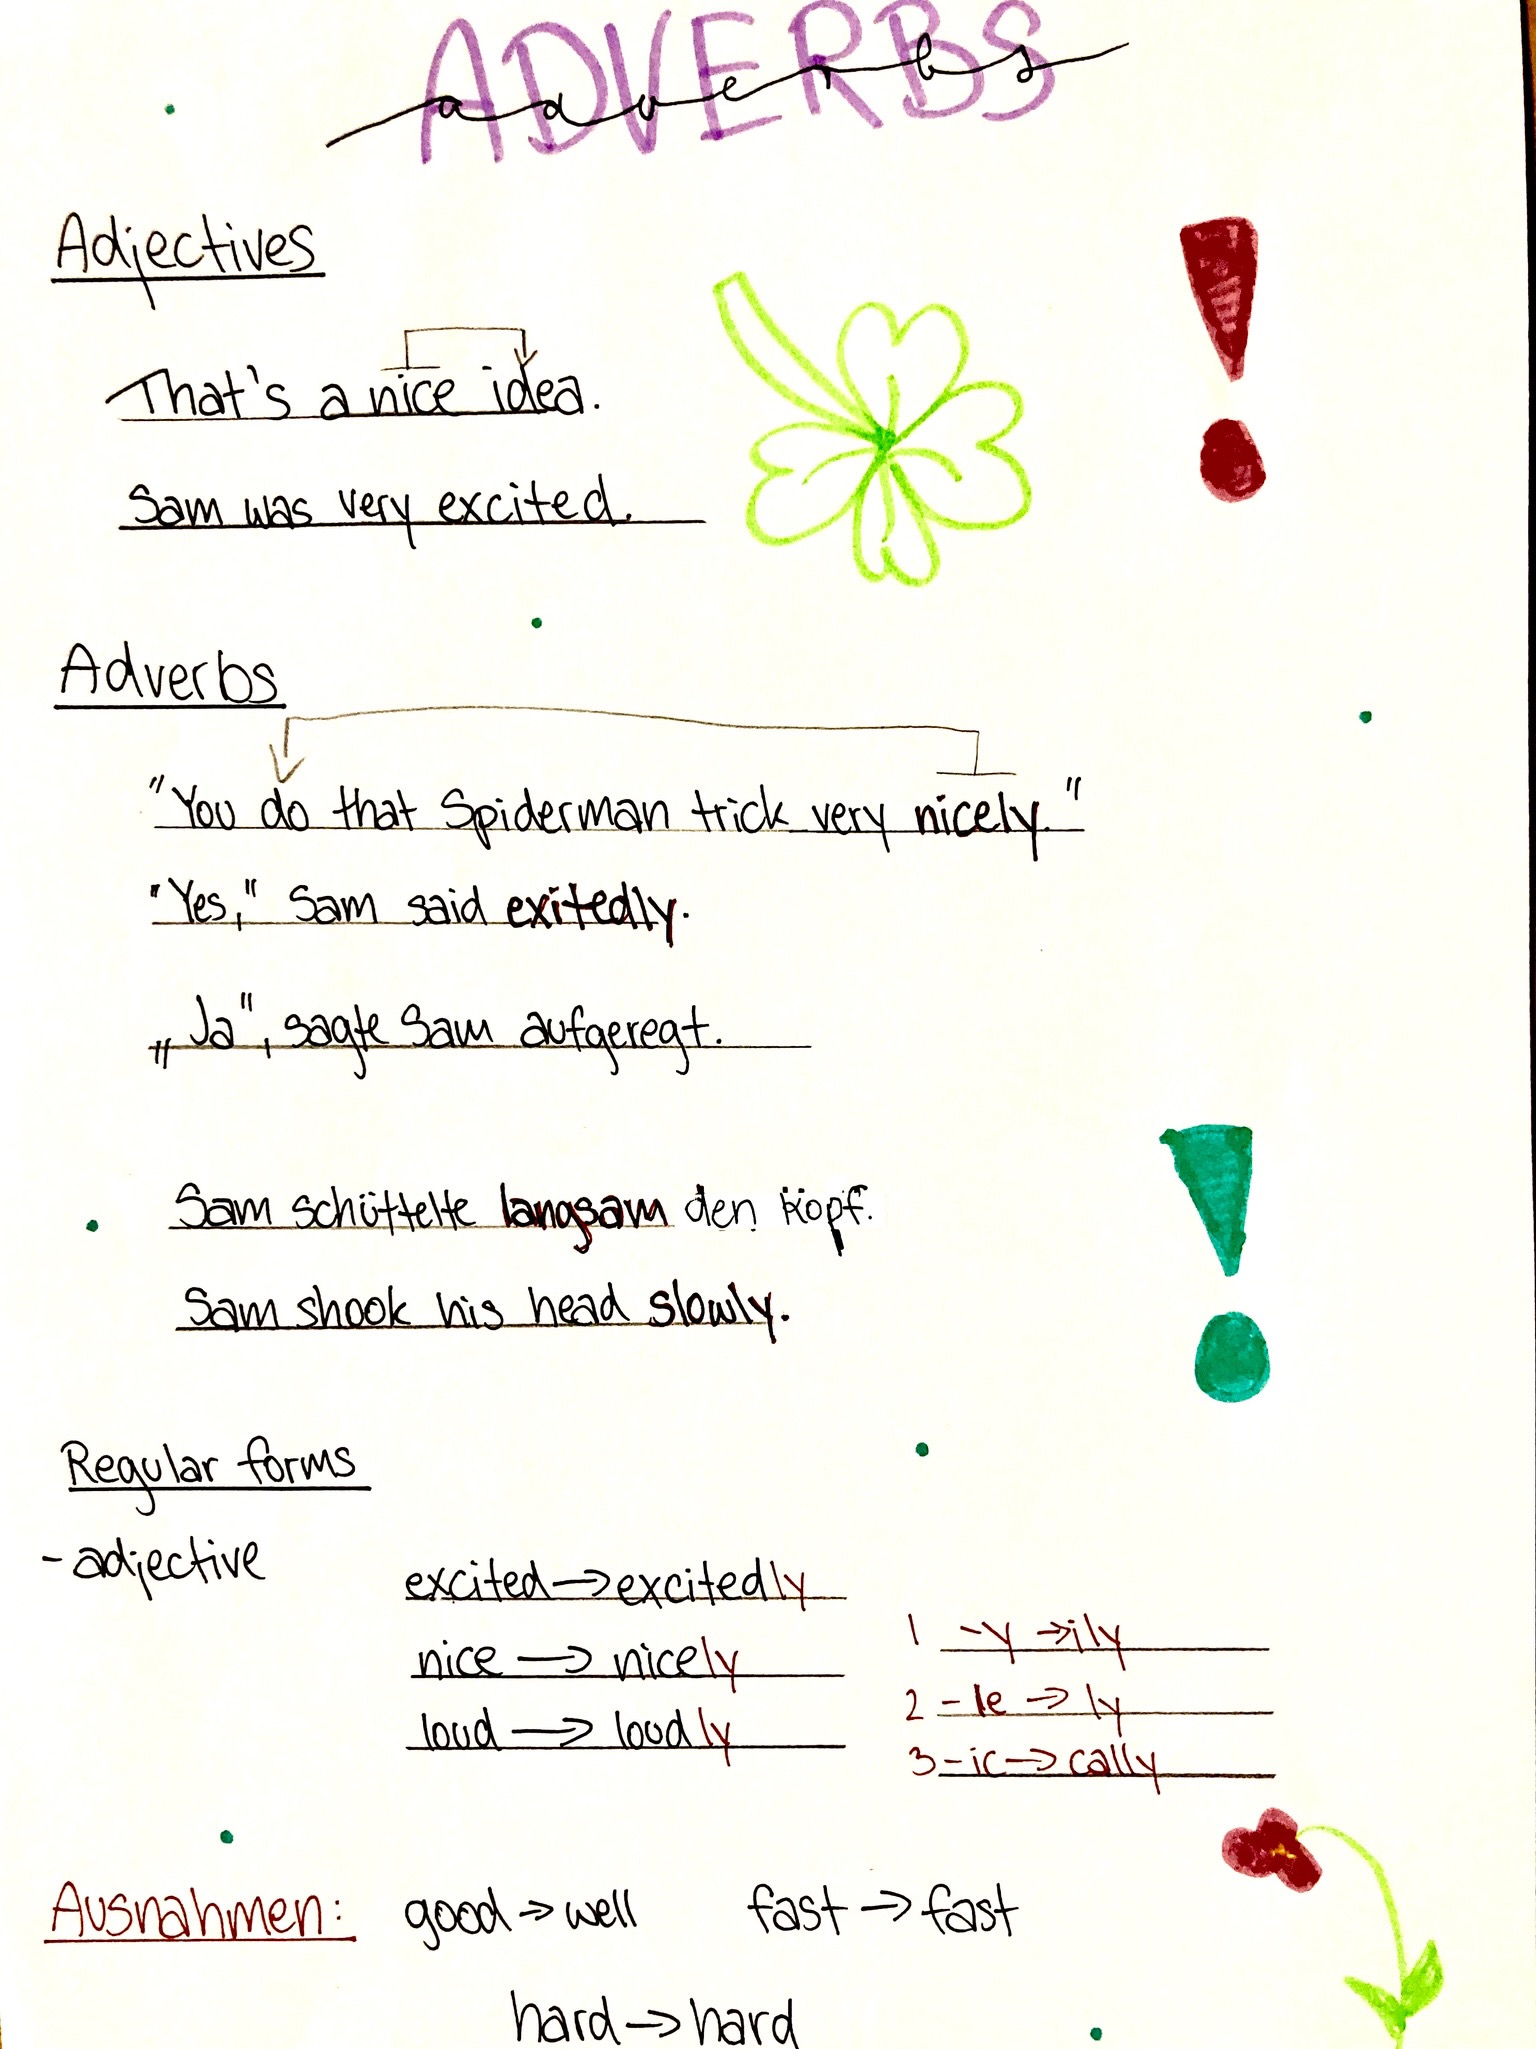 ADVERBS
adverbs
Adjectives
That's a nice idea.
Sam was very excited.
Adverbs
"You do that Spiderman trick very nicely."
"Yes," Sam said exitedly.
„Ja", sagte Sam aufgeregt.
Sam schüttelte langsam den Kopf.
Sam shook his head slowly.
Regular forms
- adjective
excited → excitedly
nice → nicely
loud → loudly
1 -y → ily
2 -le → ly
3 -ic → cally
Ausnahmen: good → well fast → fast
hard → hard